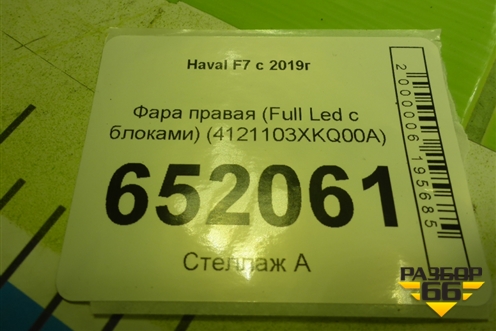 Haval F7 с 2019г
Фара правая (Full Led с
блоками) (4121103XKQ00A)
652061
Стеллаж А
2000006195685
РАЗБОР
66